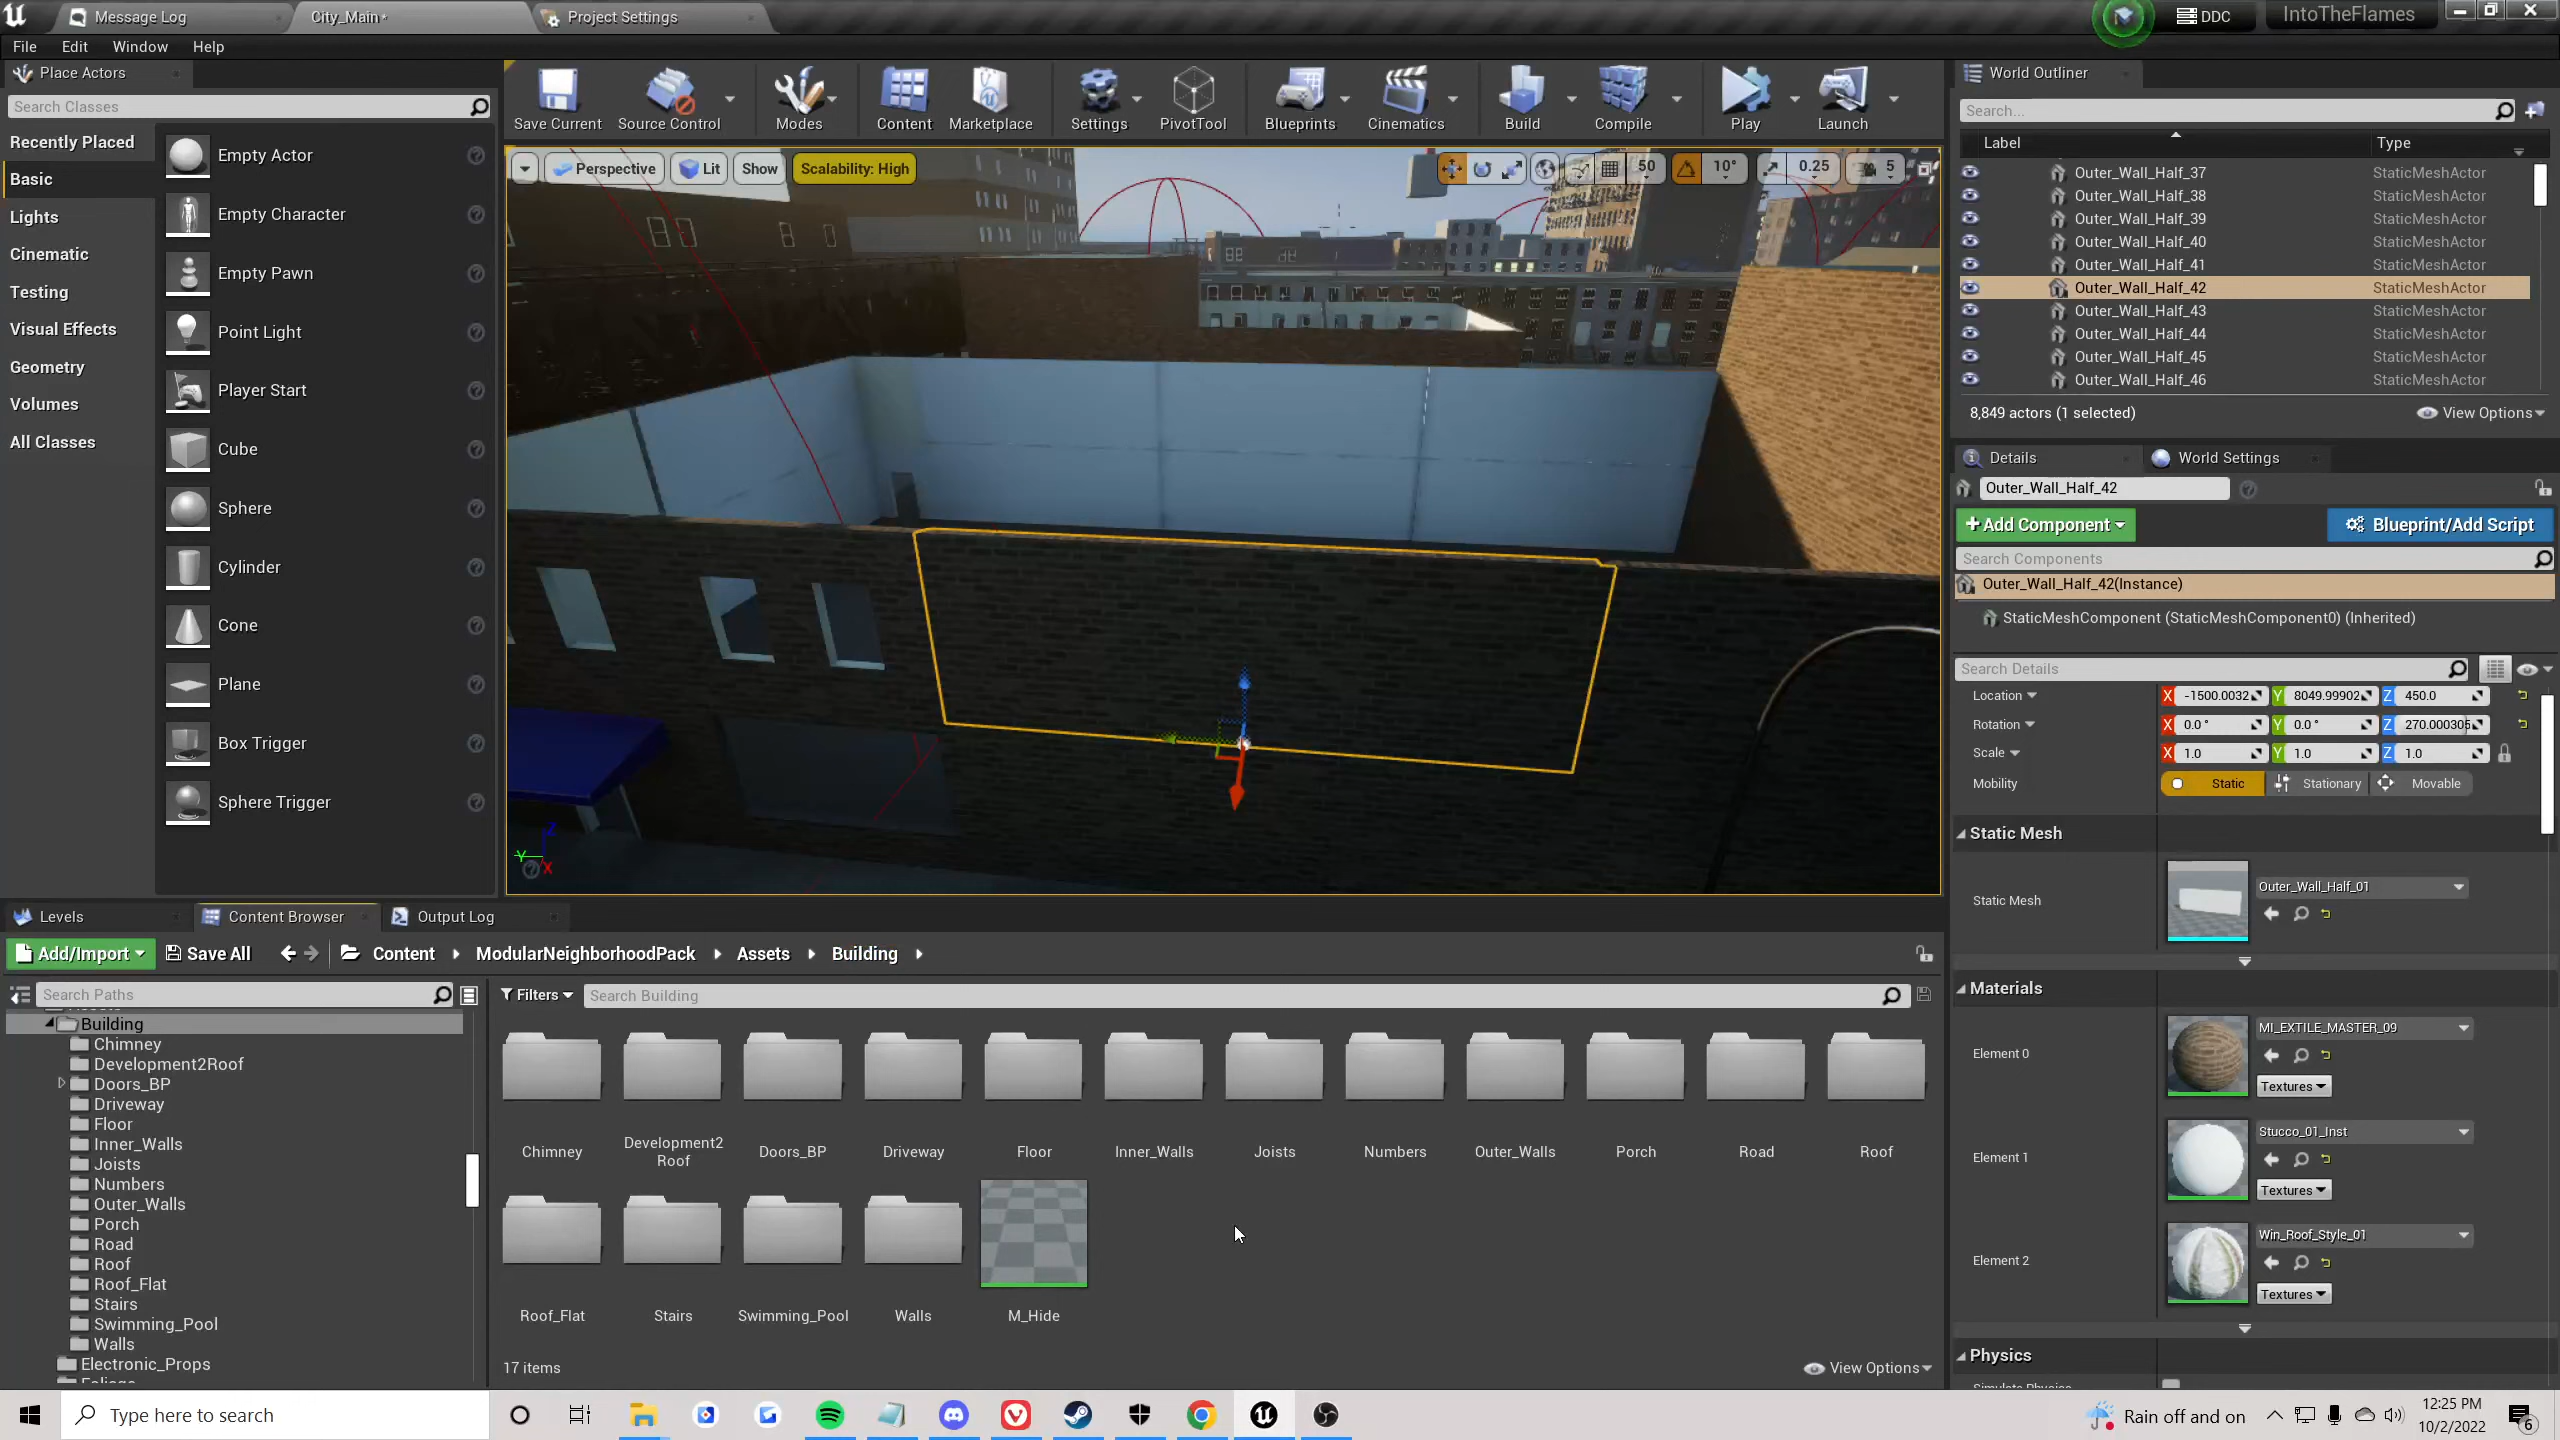 Message Log
City_Main*
Project Settings
DDC
IntoTheFlames
File Edit Window Help
Place Actors
Search Classes
Recently Placed
Basic
Lights
Cinematic
Testing
Visual Effects
Geometry
Volumes
All Classes
Empty Actor
Empty Character
Empty Pawn
Point Light
Player Start
Cube
Sphere
Cylinder
Cone
Plane
Box Trigger
Sphere Trigger
Save Current
Source Control
Modes
Content
Marketplace
Settings
PivotTool
Blueprints
Cinematics
Build
Compile
Play
Launch
Perspective
Lit
Show
Scalability: High
50
10°
0.25
5
Z
Y
X
World Outliner
Search...
Label Type
Outer_Wall_Half_37 StaticMeshActor
Outer_Wall_Half_38 StaticMeshActor
Outer_Wall_Half_39 StaticMeshActor
Outer_Wall_Half_40 StaticMeshActor
Outer_Wall_Half_41 StaticMeshActor
Outer_Wall_Half_42 StaticMeshActor
Outer_Wall_Half_43 StaticMeshActor
Outer_Wall_Half_44 StaticMeshActor
Outer_Wall_Half_45 StaticMeshActor
Outer_Wall_Half_46 StaticMeshActor
8,849 actors (1 selected)
View Options
Details
World Settings
Outer_Wall_Half_42
+Add Component
Blueprint/Add Script
Search Components
Outer_Wall_Half_42(Instance)
StaticMeshComponent (StaticMeshComponent0) (Inherited)
Search Details
Location X -1500.0032 Y 8049.99902 Z 450.0
Rotation X 0.0 ° Y 0.0 ° Z 270.000305
Scale X 1.0 Y 1.0 Z 1.0
Mobility Static Stationary Movable
Static Mesh
Static Mesh Outer_Wall_Half_01
Materials
Element 0 MI_EXTILE_MASTER_09
Textures
Element 1 Stucco_01_Inst
Textures
Element 2 Win_Roof_Style_01
Textures
Physics
Levels
Content Browser
Output Log
Add/Import
Save All
Content
ModularNeighborhoodPack
Assets
Building
Search Paths
Filters
Search Building
Building
Chimney
Development2Roof
Doors_BP
Driveway
Floor
Inner_Walls
Joists
Numbers
Outer_Walls
Porch
Road
Roof
Roof_Flat
Stairs
Swimming_Pool
Walls
Electronic_Props
Chimney
Development2
Roof
Doors_BP
Driveway
Floor
Inner_Walls
Joists
Numbers
Outer_Walls
Porch
Road
Roof
Roof_Flat
Stairs
Swimming_Pool
Walls
M_Hide
17 items
View Options
Type here to search
Rain off and on
12:25 PM
10/2/2022
6